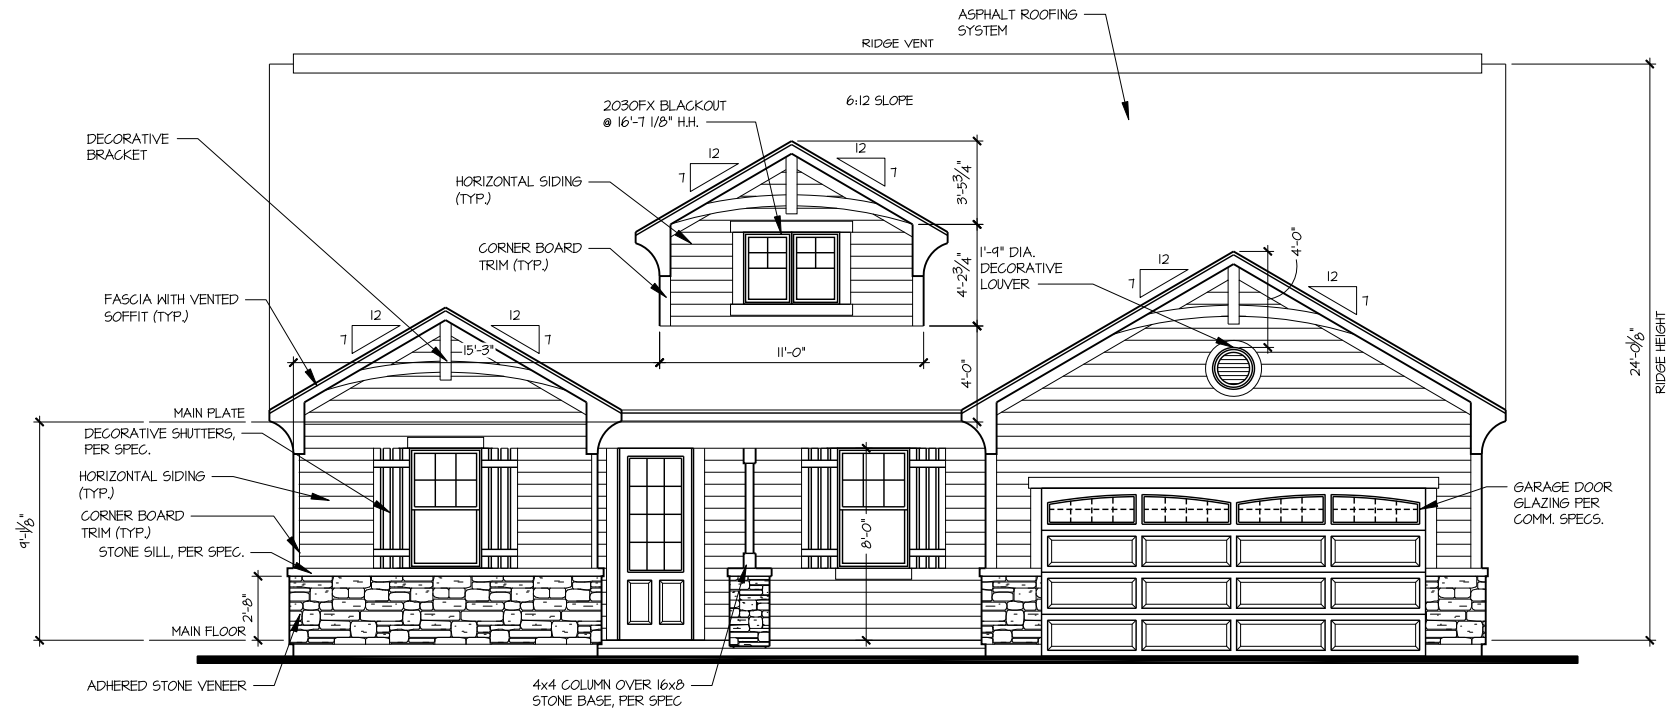 ASPHALT ROOFING
SYSTEM
RIDGE VENT
6:12 SLOPE
2030FX BLACKOUT
@ 16'-7 1/8" H.H.
DECORATIVE
BRACKET
12
7
12
7
3'-5 3/4"
HORIZONTAL SIDING
(TYP.)
CORNER BOARD
TRIM (TYP.)
4'-2 3/4"
1'-9" DIA.
DECORATIVE
LOUVER
4'-0"
12
7
12
7
FASCIA WITH VENTED
SOFFIT (TYP.)
12
7
12
7
15'-3"
11'-0"
4'-0"
24'-0 1/8"
RIDGE HEIGHT
MAIN PLATE
DECORATIVE SHUTTERS,
PER SPEC.
HORIZONTAL SIDING
(TYP.)
CORNER BOARD
TRIM (TYP.)
STONE SILL, PER SPEC.
9'-1 1/8"
8'-0"
GARAGE DOOR
GLAZING PER
COMM. SPECS.
2'-8"
MAIN FLOOR
ADHERED STONE VENEER
4x4 COLUMN OVER 16x8
STONE BASE, PER SPEC